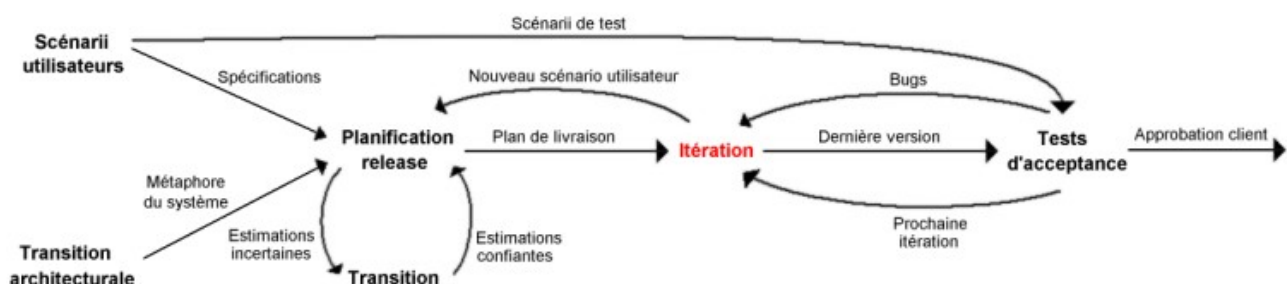 Scénarii de test
Scénarii
utilisateurs
Spécifications
Nouveau scénario utilisateur
Bugs
Planification
release
Plan de livraison
Itération
Dernière version
Tests
d'acceptance
Approbation client
Métaphore
du système
Prochaine
itération
Estimations
incertaines
Estimations
confiantes
Transition
architecturale
Transition